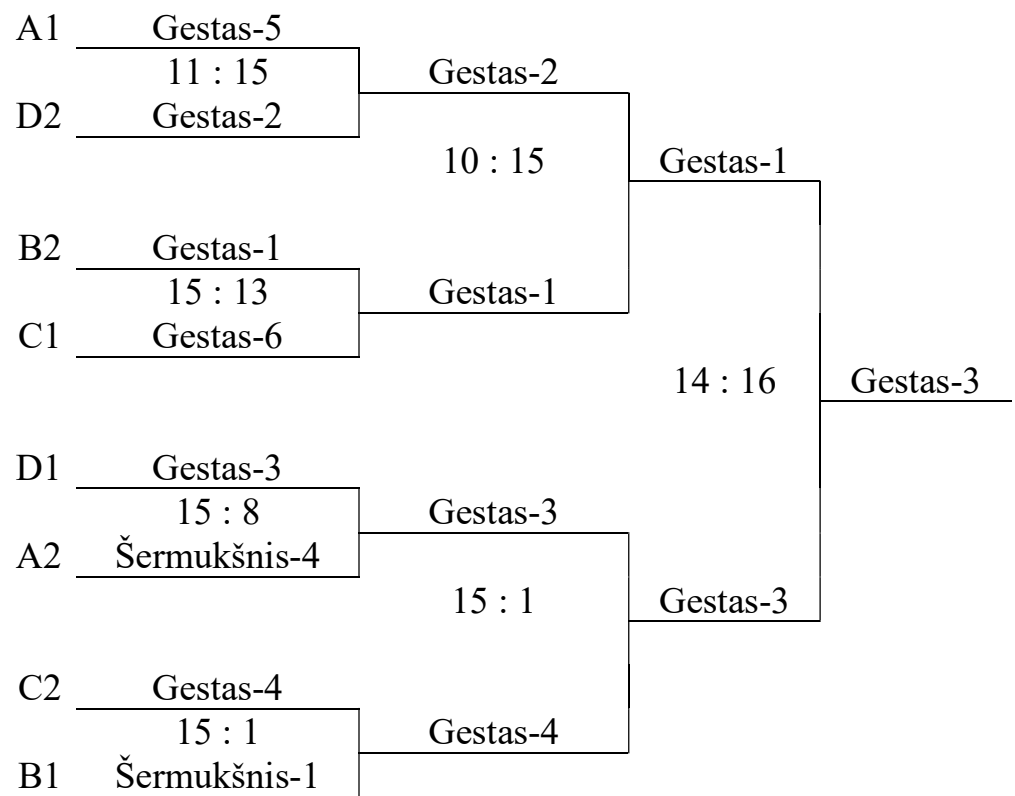 A1 Gestas-5
11 : 15 Gestas-2
D2 Gestas-2
10 : 15 Gestas-1
B2 Gestas-1
15 : 13 Gestas-1
C1 Gestas-6
14 : 16 Gestas-3
D1 Gestas-3
15 : 8 Gestas-3
A2 Šermukšnis-4
15 : 1 Gestas-3
C2 Gestas-4
15 : 1 Gestas-4
B1 Šermukšnis-1